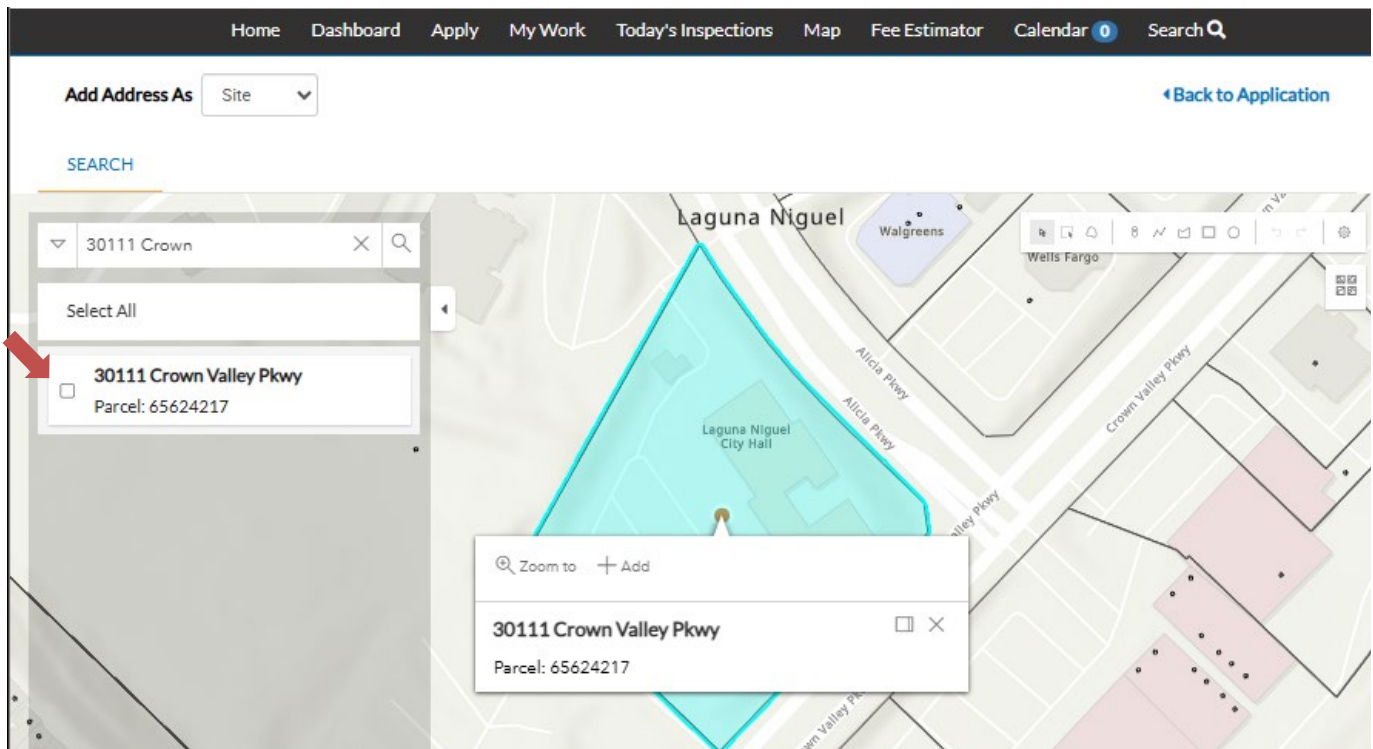 Home Dashboard Apply My Work Today's Inspections Map Fee Estimator Calendar 0 Search
Add Address As Site
Back to Application
SEARCH
30111 Crown
Select All
30111 Crown Valley Pkwy
Parcel: 65624217
Laguna Niguel
Walgreens
Wells Fargo
Alicia Pkwy
Alicia Pkwy
Crown Valley Pkwy
Laguna Niguel
City Hall
Zoom to Add
30111 Crown Valley Pkwy
Parcel: 65624217